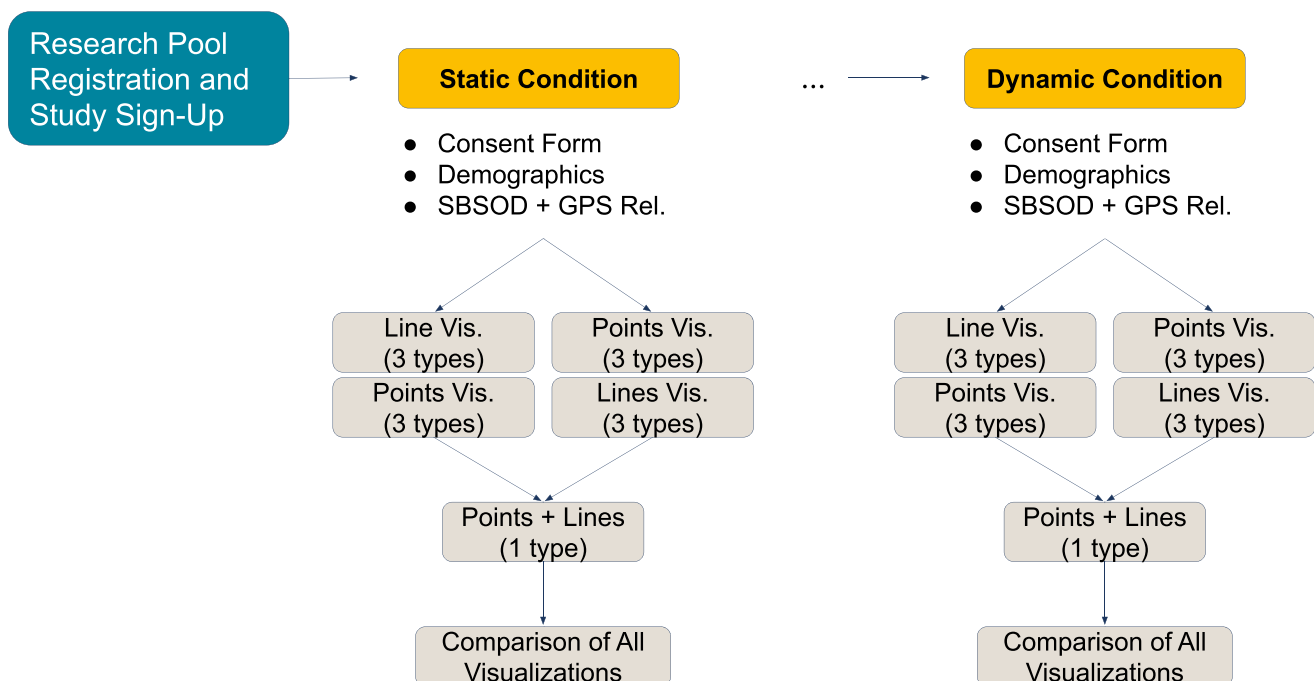 Research Pool
Registration and
Study Sign-Up
Static Condition
...
Dynamic Condition
● Consent Form
● Demographics
● SBSOD + GPS Rel.
● Consent Form
● Demographics
● SBSOD + GPS Rel.
Line Vis.
(3 types)
Points Vis.
(3 types)
Points Vis.
(3 types)
Lines Vis.
(3 types)
Line Vis.
(3 types)
Points Vis.
(3 types)
Points Vis.
(3 types)
Lines Vis.
(3 types)
Points + Lines
(1 type)
Points + Lines
(1 type)
Comparison of All
Visualizations
Comparison of All
Visualizations